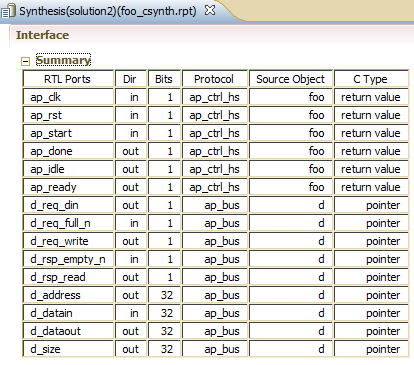 Synthesis(solution2)(foo_csynth.rpt)
Interface
Summary
RTL Ports Dir Bits Protocol Source Object C Type
ap_clk in 1 ap_ctrl_hs foo return value
ap_rst in 1 ap_ctrl_hs foo return value
ap_start in 1 ap_ctrl_hs foo return value
ap_done out 1 ap_ctrl_hs foo return value
ap_idle out 1 ap_ctrl_hs foo return value
ap_ready out 1 ap_ctrl_hs foo return value
d_req_din out 1 ap_bus d pointer
d_req_full_n in 1 ap_bus d pointer
d_req_write out 1 ap_bus d pointer
d_rsp_empty_n in 1 ap_bus d pointer
d_rsp_read out 1 ap_bus d pointer
d_address out 32 ap_bus d pointer
d_datain in 32 ap_bus d pointer
d_dataout out 32 ap_bus d pointer
d_size out 32 ap_bus d pointer